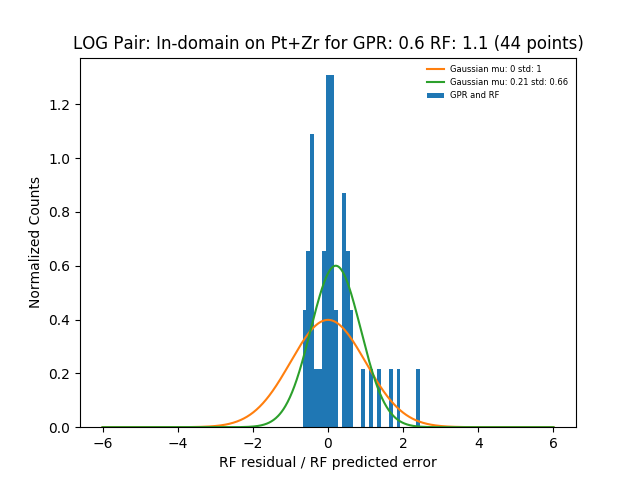 LOG Pair: In-domain on Pt+Zr for GPR: 0.6 RF: 1.1 (44 points)
Gaussian mu: 0 std: 1
Gaussian mu: 0.21 std: 0.66
GPR and RF
Normalized Counts
1.2
1.0
0.8
0.6
0.4
0.2
0.0
−6 −4 −2 0 2 4 6
RF residual / RF predicted error